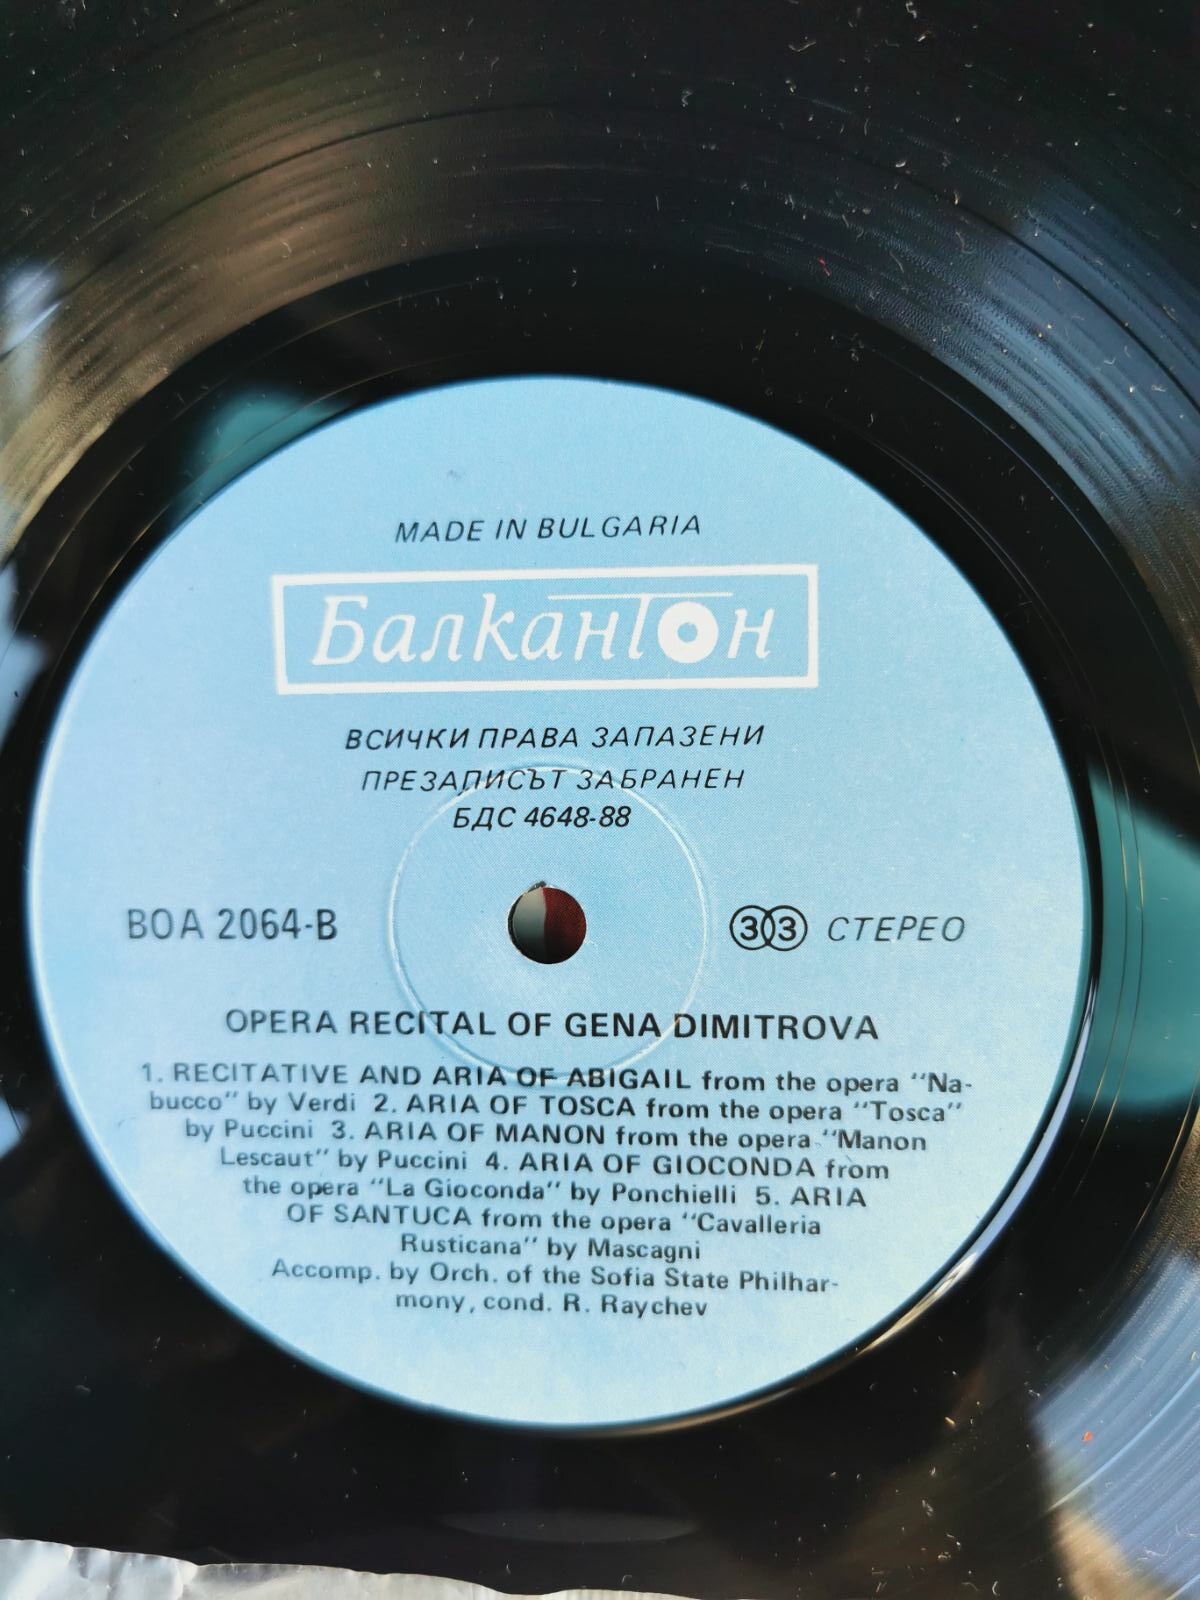 MADE IN BULGARIA
Балкантон
ВСИЧКИ ПРАВА ЗАПАЗЕНИ
ПРЕЗАПИСЪТ ЗАБРАНЕН
БДС 4648-88
ВОА 2064-В
33 СТЕРЕО
OPERA RECITAL OF GENA DIMITROVA
1. RECITATIVE AND ARIA OF ABIGAIL from the opera "Na-
bucco" by Verdi 2. ARIA OF TOSCA from the opera "Tosca"
by Puccini 3. ARIA OF MANON from the opera "Manon
Lescaut" by Puccini 4. ARIA OF GIOCONDA from
the opera "La Gioconda" by Ponchielli 5. ARIA
OF SANTUCA from the opera "Cavalleria
Rusticana" by Mascagni
Accomp. by Orch. of the Sofia State Philhar-
mony, cond. R. Raychev